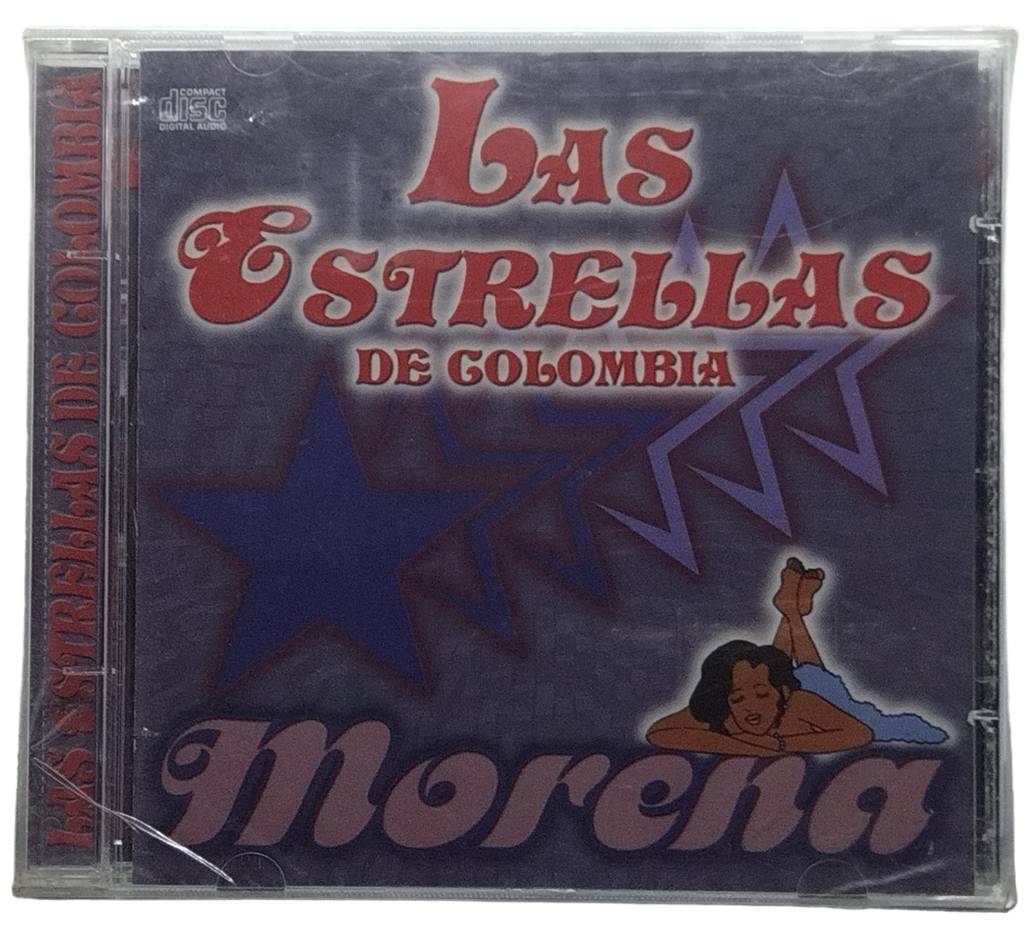 LAS ESTRELLAS DE COLOMBIA
COMPACT
disc
DIGITAL AUDIO
LAS
ESTRELLAS
DE COLOMBIA
Morena